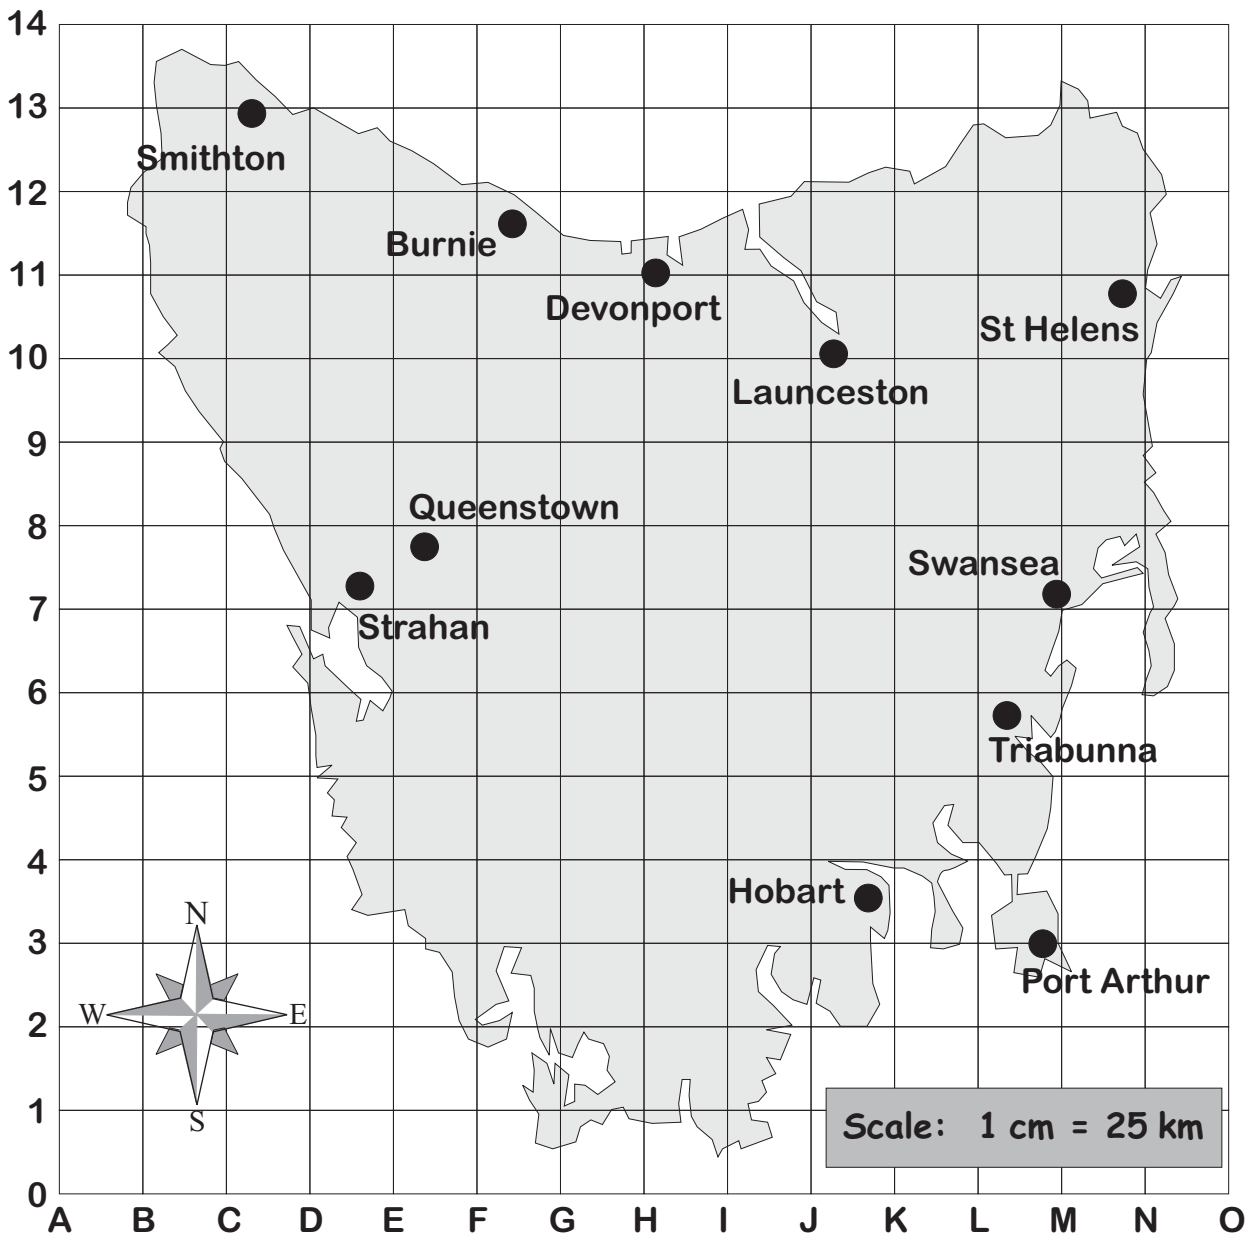 14
13
Smithton
12
Burnie
11
Devonport
St Helens
10
Launceston
9
Queenstown
8
Swansea
7
Strahan
6
Triabunna
5
4
Hobart
N
3
Port Arthur
W E
2
S
1
Scale: 1 cm = 25 km
0
A B C D E F G H I J K L M N O